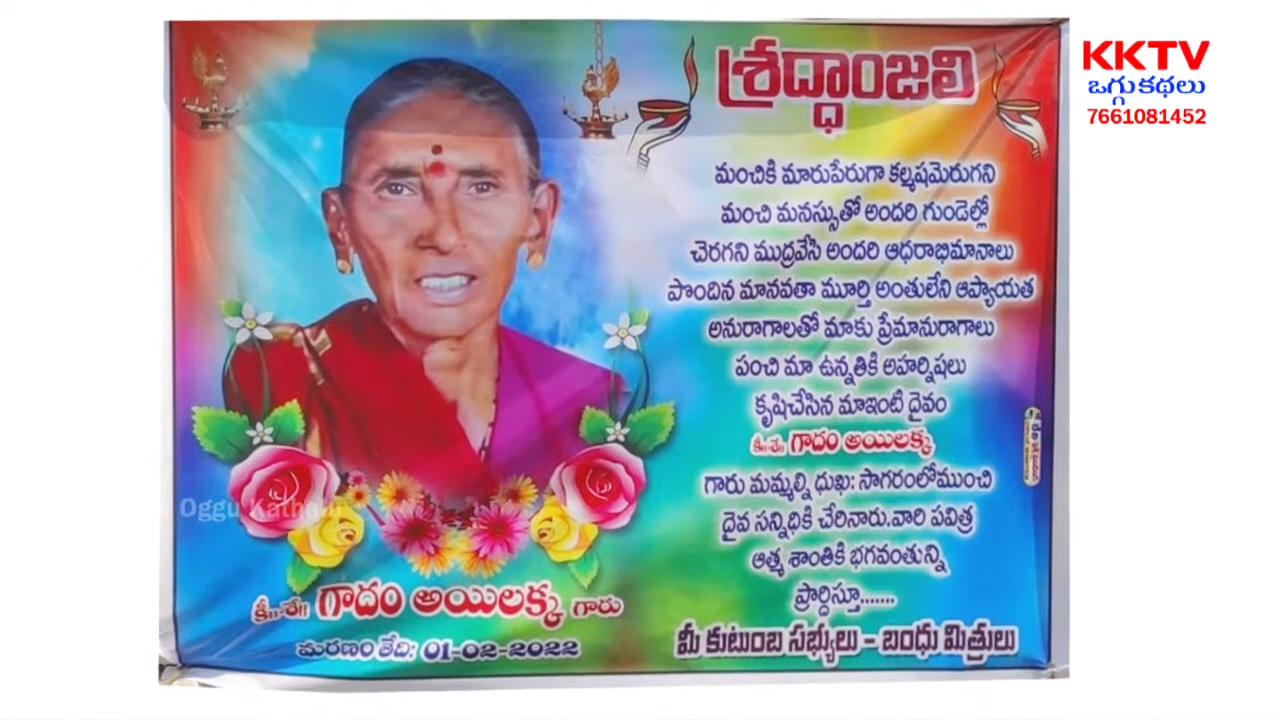 శ్రద్ధాంజలి
మంచికి మారుపేరుగా కల్మషమెరుగని
మంచి మనస్సుతో అందరి గుండెల్లో
చెరగని ముద్రవేసి అందరి ఆధరాభిమానాలు
పొందిన మానవతా మూర్తి అంతులేని ఆప్యాయత
అనురాగాలతో మాకు ప్రేమానురాగాలు
పంచి మా ఉన్నతికి అహర్నిషలు
కృషిచేసిన మాఇంటి దైవం
కీ॥శే॥ గాదం అయిలక్క
గారు మమ్మల్ని ధుఖ: సాగరంలోముంచి
దైవ సన్నిధికి చేరినారు.వారి పవిత్ర
ఆత్మ శాంతికి భగవంతున్ని
ప్రార్దిస్తూ.......
మీ కుటుంబ సభ్యులు - బంధు మిత్రులు
కీ॥శే॥ గాదం అయిలక్క గారు
మరణం తేది: 01-02-2022
Oggu Kathalu
KKTV
ఒగ్గు కథలు
7661081452